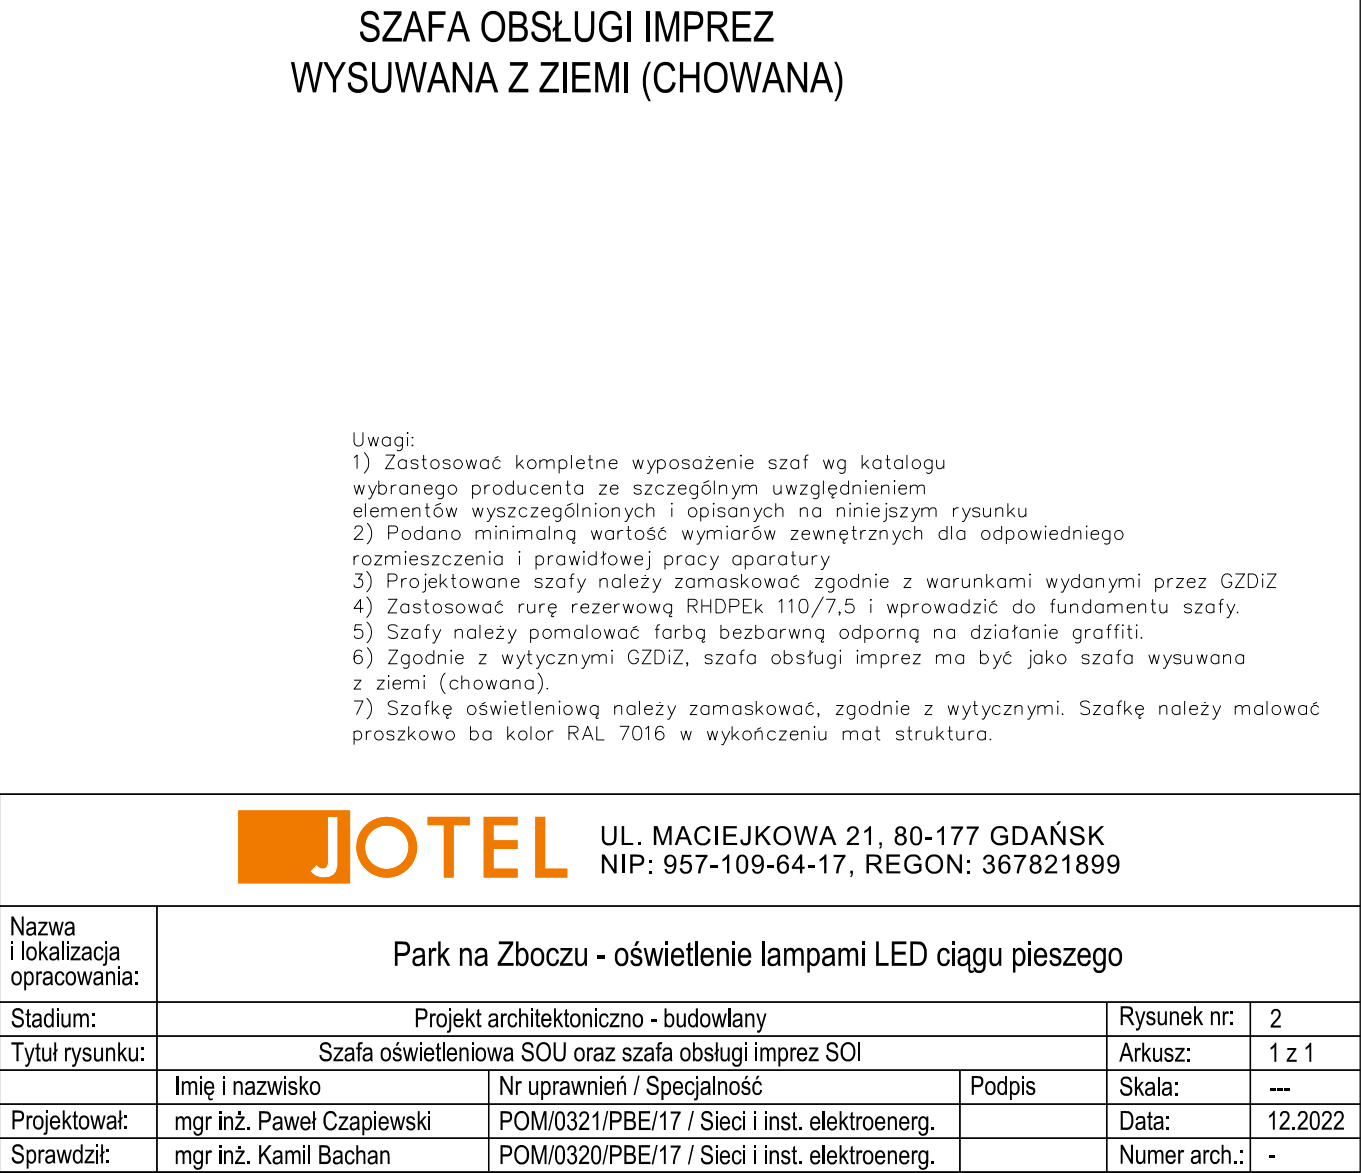 SZAFA OBSŁUGI IMPREZ
WYSUWANA Z ZIEMI (CHOWANA)
Uwagi:
1) Zastosować kompletne wyposażenie szaf wg katalogu
wybranego producenta ze szczególnym uwzględnieniem
elementów wyszczególnionych i opisanych na niniejszym rysunku
2) Podano minimalną wartość wymiarów zewnętrznych dla odpowiedniego
rozmieszczenia i prawidłowej pracy aparatury
3) Projektowane szafy należy zamaskować zgodnie z warunkami wydanymi przez GZDiZ
4) Zastosować rurę rezerwową RHDPEk 110/7,5 i wprowadzić do fundamentu szafy.
5) Szafy należy pomalować farbą bezbarwną odporną na działanie graffiti.
6) Zgodnie z wytycznymi GZDiZ, szafa obsługi imprez ma być jako szafa wysuwana
z ziemi (chowana).
7) Szafkę oświetleniową należy zamaskować, zgodnie z wytycznymi. Szafkę należy malować
proszkowo ba kolor RAL 7016 w wykończeniu mat struktura.
JOTEL
UL. MACIEJKOWA 21, 80-177 GDAŃSK
NIP: 957-109-64-17, REGON: 367821899
Nazwa
i lokalizacja
opracowania:
Park na Zboczu - oświetlenie lampami LED ciągu pieszego
Stadium: Projekt architektoniczno - budowlany Rysunek nr: 2
Tytuł rysunku: Szafa oświetleniowa SOU oraz szafa obsługi imprez SOI Arkusz: 1 z 1
Imię i nazwisko Nr uprawnień / Specjalność Podpis Skala: ---
Projektował: mgr inż. Paweł Czapiewski POM/0321/PBE/17 / Sieci i inst. elektroenerg. Data: 12.2022
Sprawdził: mgr inż. Kamil Bachan POM/0320/PBE/17 / Sieci i inst. elektroenerg. Numer arch.: -